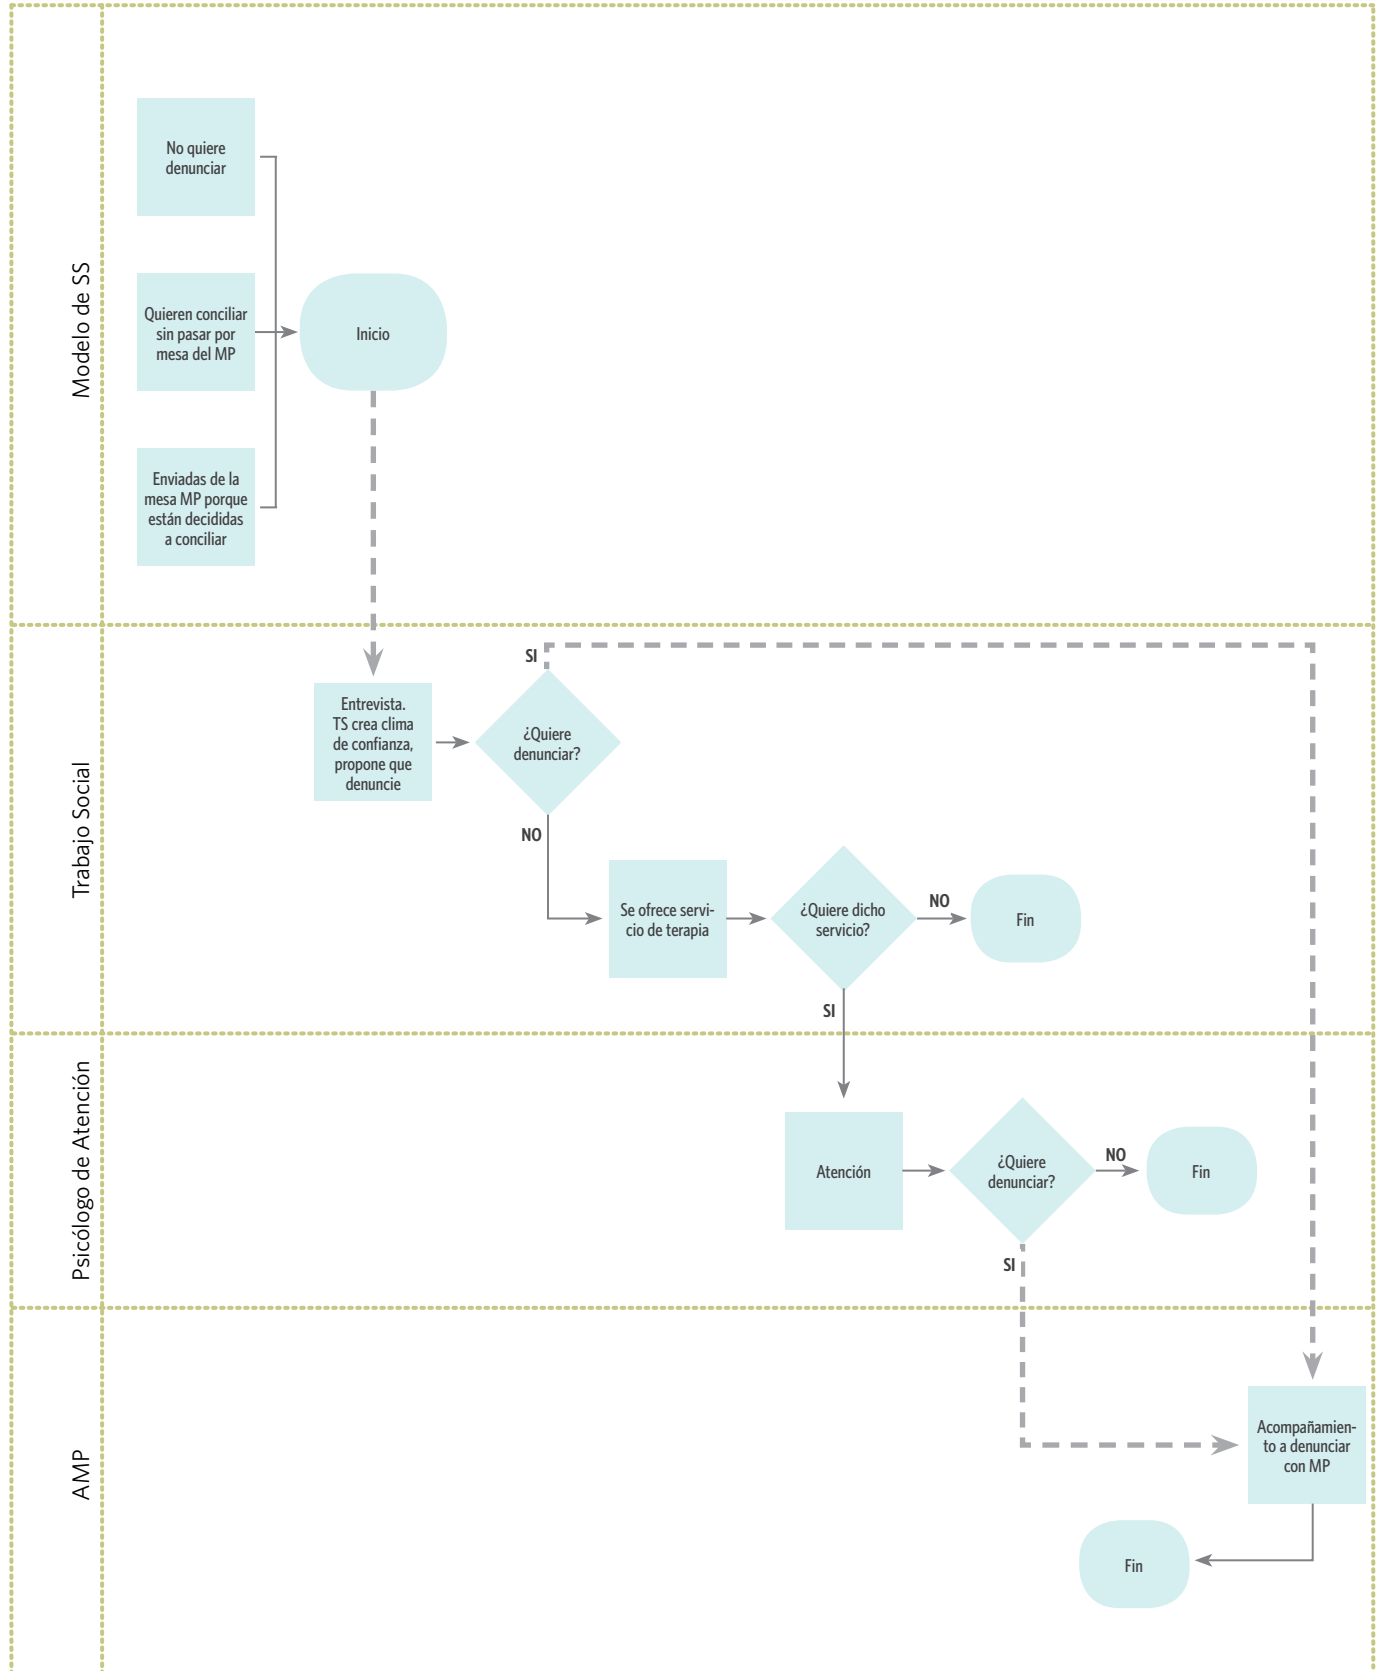 Modelo de SS
No quiere
denunciar
Quieren conciliar
sin pasar por
mesa del MP
Inicio
Enviadas de la
mesa MP porque
están decididas
a conciliar
Trabajo Social
SI
Entrevista.
TS crea clima
de confianza,
propone que
denuncie
¿Quiere
denunciar?
NO
Se ofrece servi-
cio de terapia
¿Quiere dicho
servicio?
NO
Fin
SI
Psicólogo de Atención
Atención
¿Quiere
denunciar?
NO
Fin
SI
AMP
Acompañamien-
to a denunciar
con MP
Fin